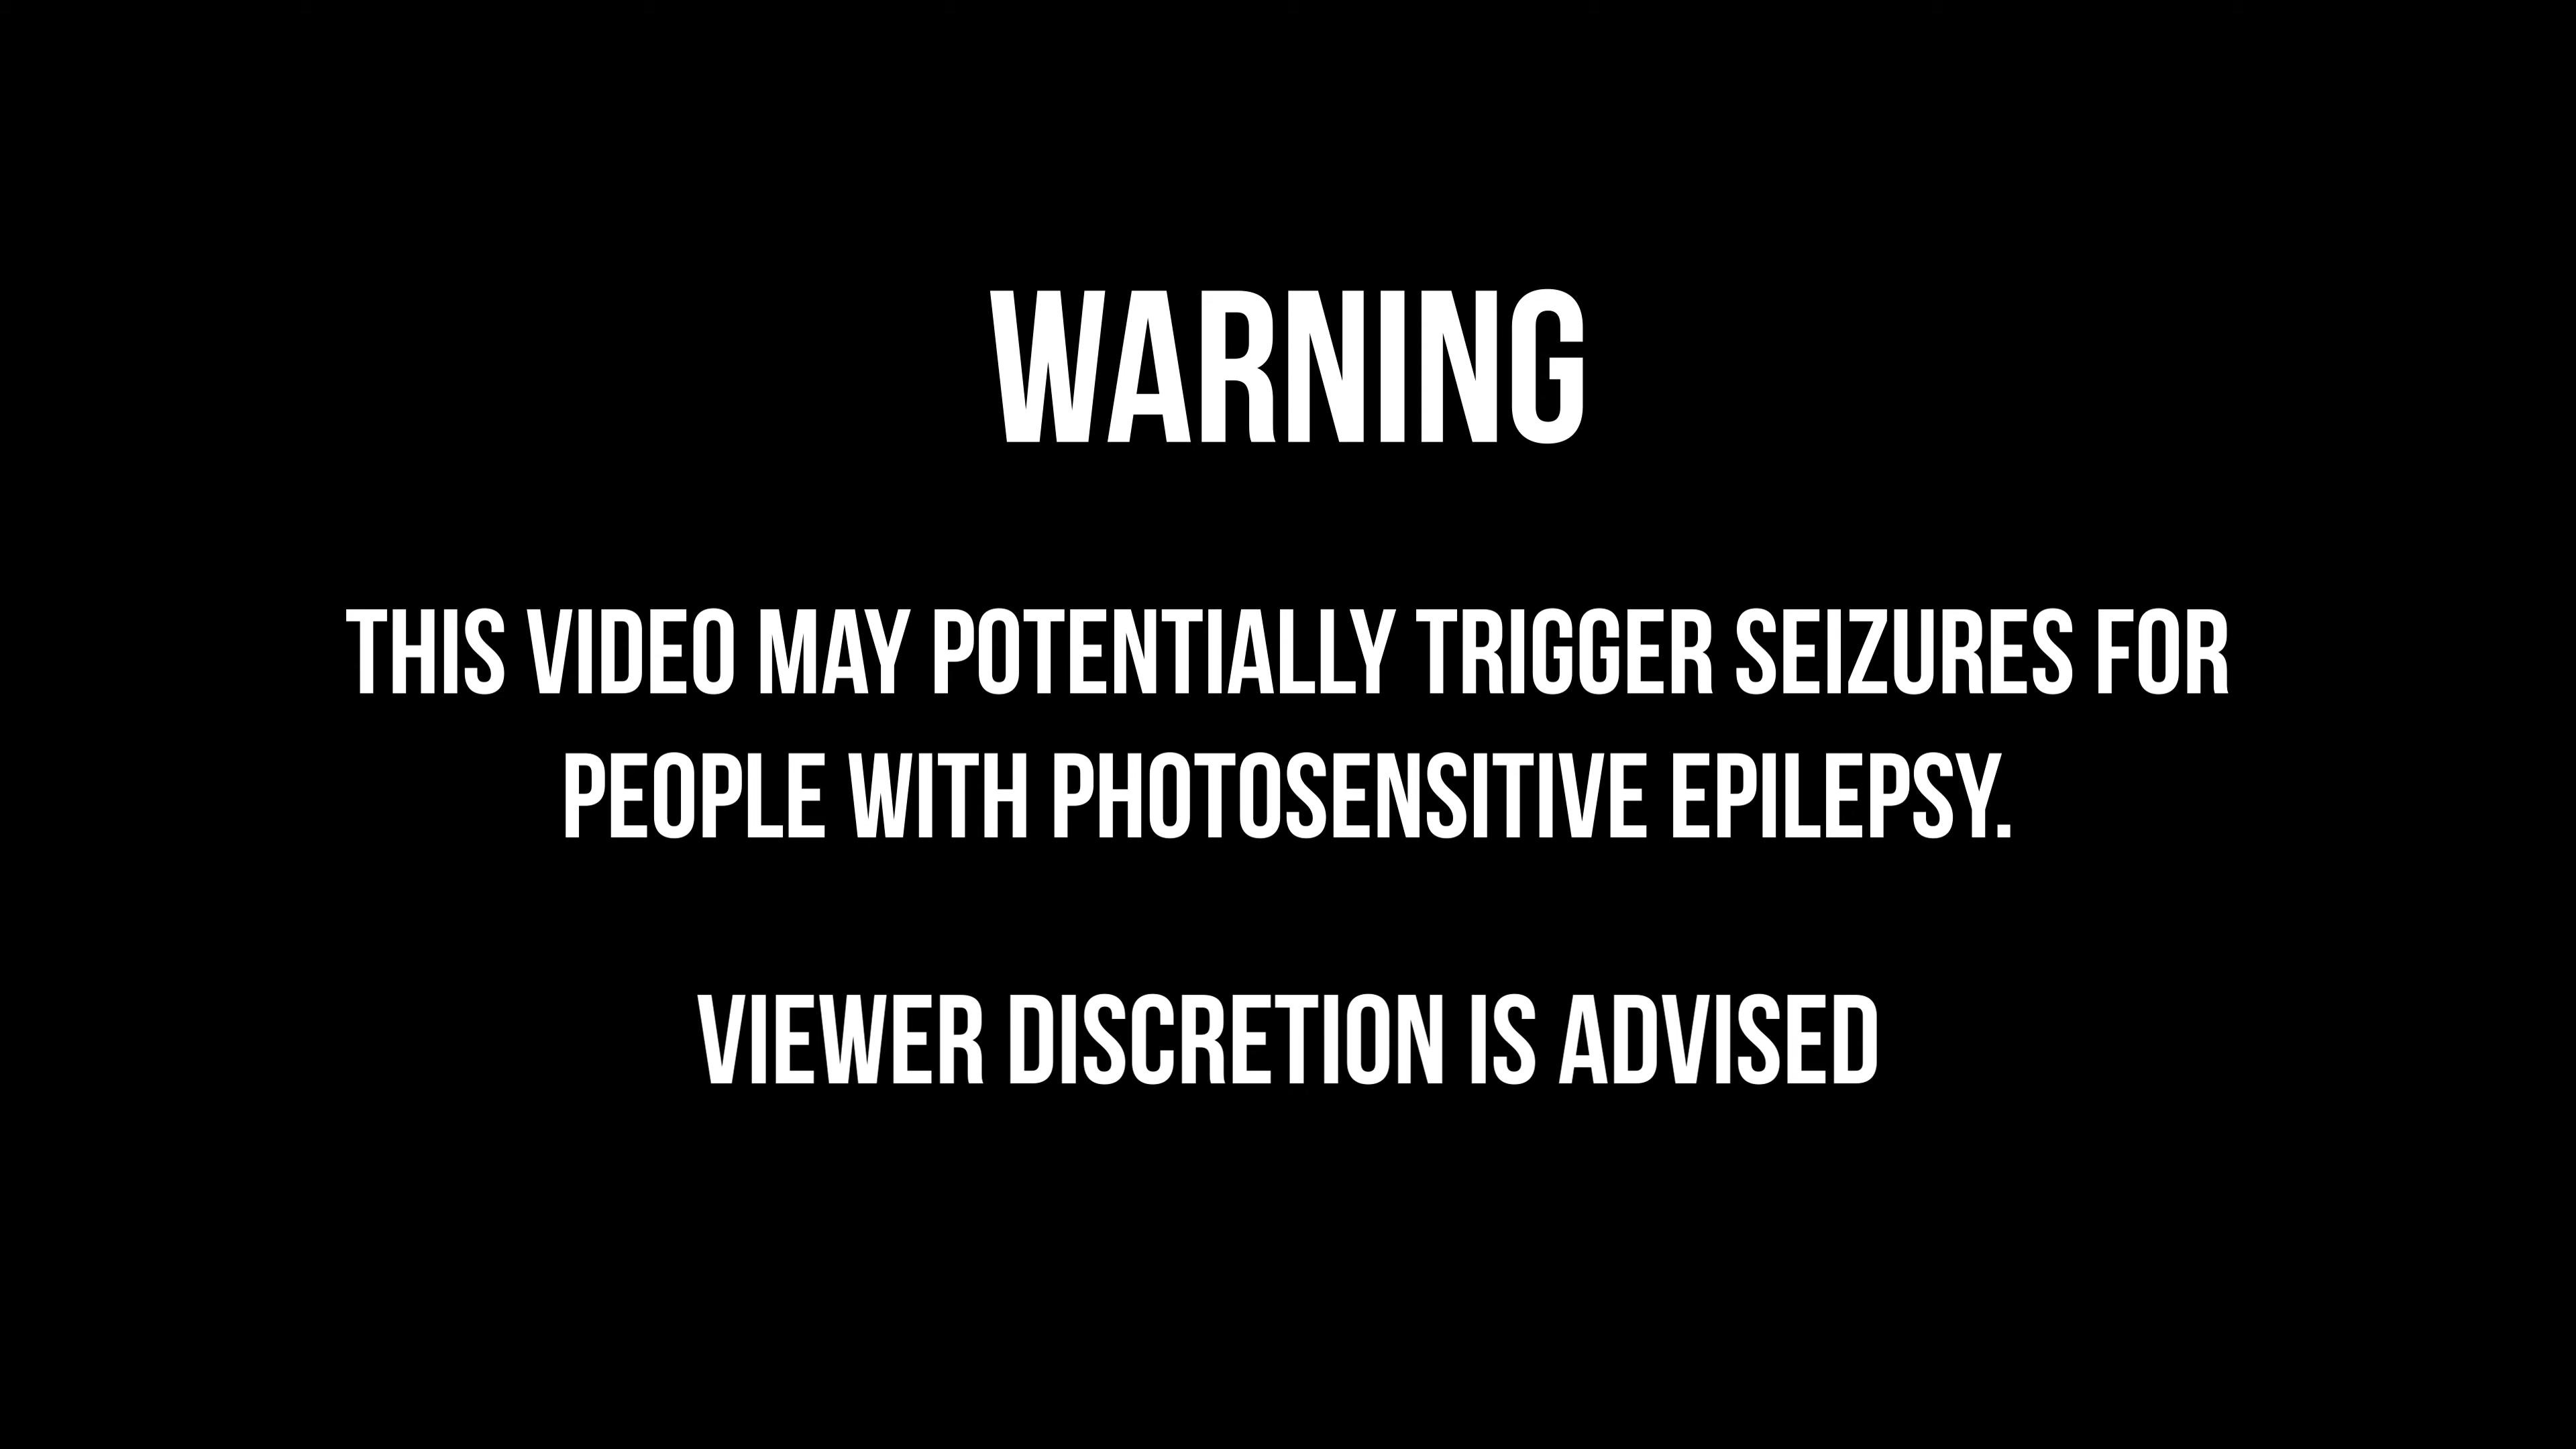 WARNING
THIS VIDEO MAY POTENTIALLY TRIGGER SEIZURES FOR
PEOPLE WITH PHOTOSENSITIVE EPILEPSY.
VIEWER DISCRETION IS ADVISED